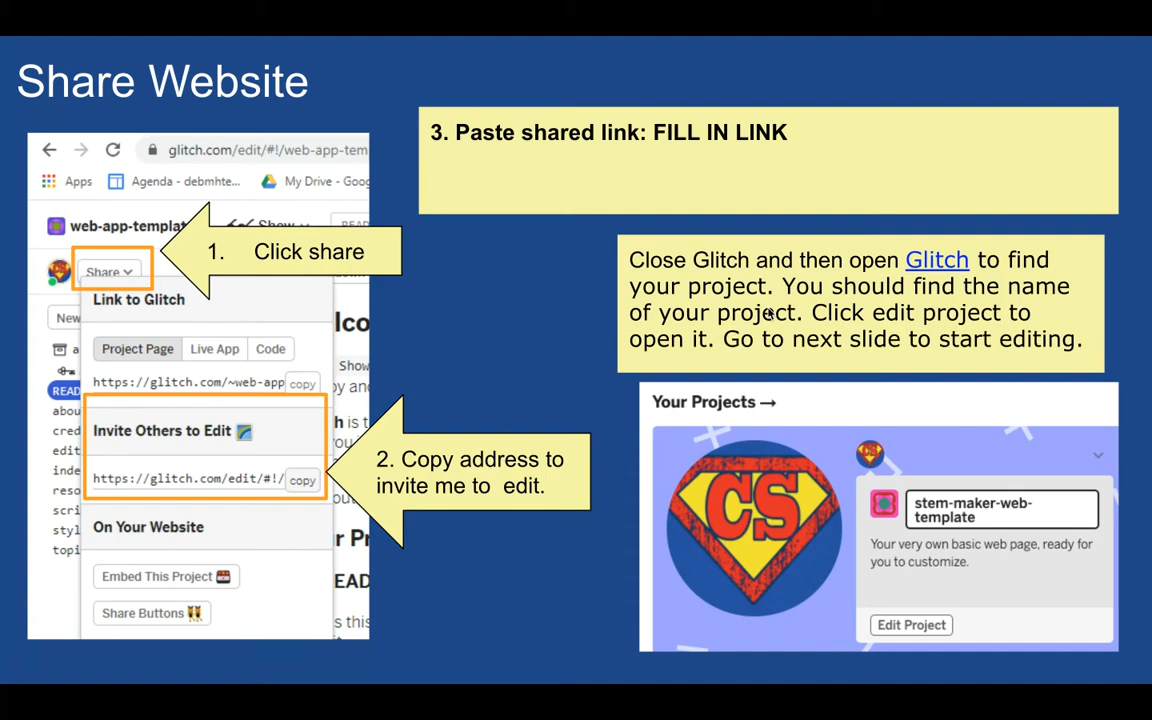 Share Website
glitch.com/edit/#!/web-app-tem
Apps
Agenda - debmhte...
My Drive - Goog
web-app-templat
Show
READ
1. Click share
Share
Link to Glitch
New
Project Page
Live App
Code
Show
https://glitch.com/~web-app
copy
READ
Invite Others to Edit
https://glitch.com/edit/#!/
copy
2. Copy address to
invite me to edit.
On Your Website
Embed This Project
Share Buttons
3. Paste shared link: FILL IN LINK
Close Glitch and then open Glitch to find
your project. You should find the name
of your project. Click edit project to
open it. Go to next slide to start editing.
Your Projects →
CS
CS
stem-maker-web-
template
Your very own basic web page, ready for
you to customize.
Edit Project